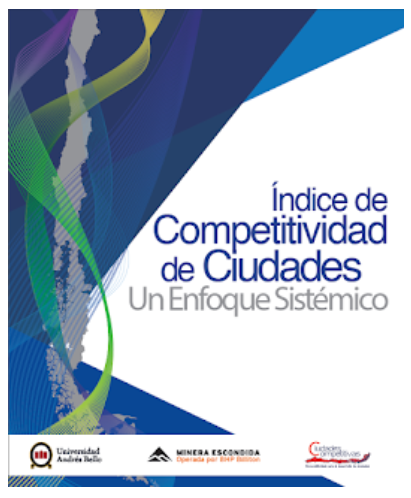 Índice de
Competitividad
de Ciudades
Un Enfoque Sistémico
Universidad
Andrés Bello
MINERA ESCONDIDA
Operada por BHP Billiton
Ciudades
Competitivas